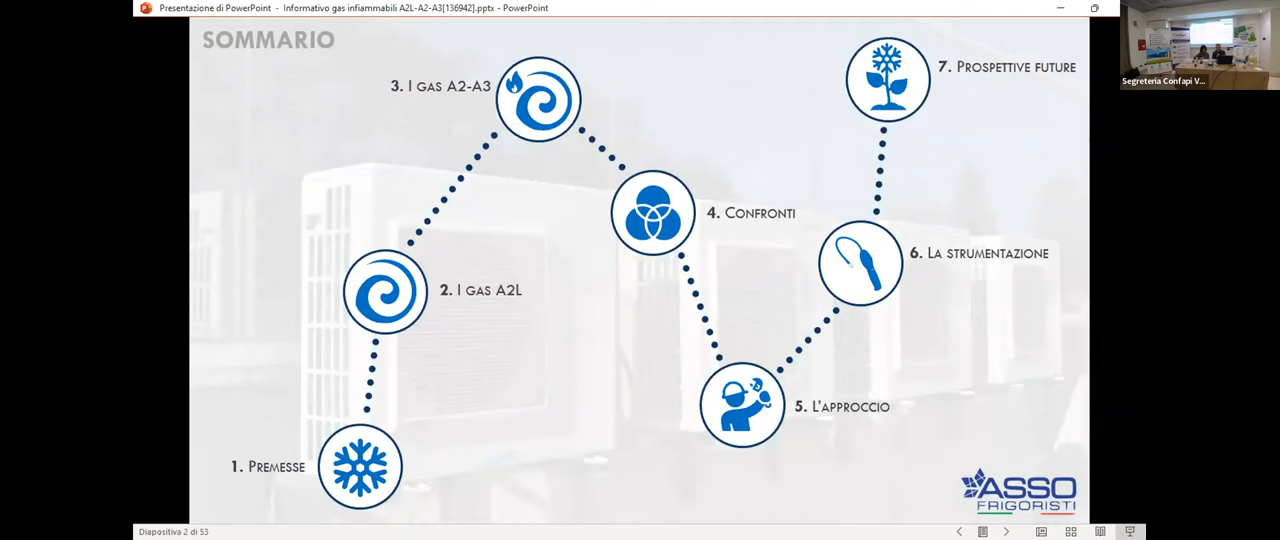 Presentazione di PowerPoint - Informativo gas infiammabili A2L-A2-A3[136942].pptx - PowerPoint
SOMMARIO
3. I GAS A2-A3
7. PROSPETTIVE FUTURE
Segreteria Confapi V...
4. CONFRONTI
6. LA STRUMENTAZIONE
2. I GAS A2L
5. L'APPROCCIO
1. PREMESSE
ASSO
FRIGORISTI
Diapositiva 2 di 53